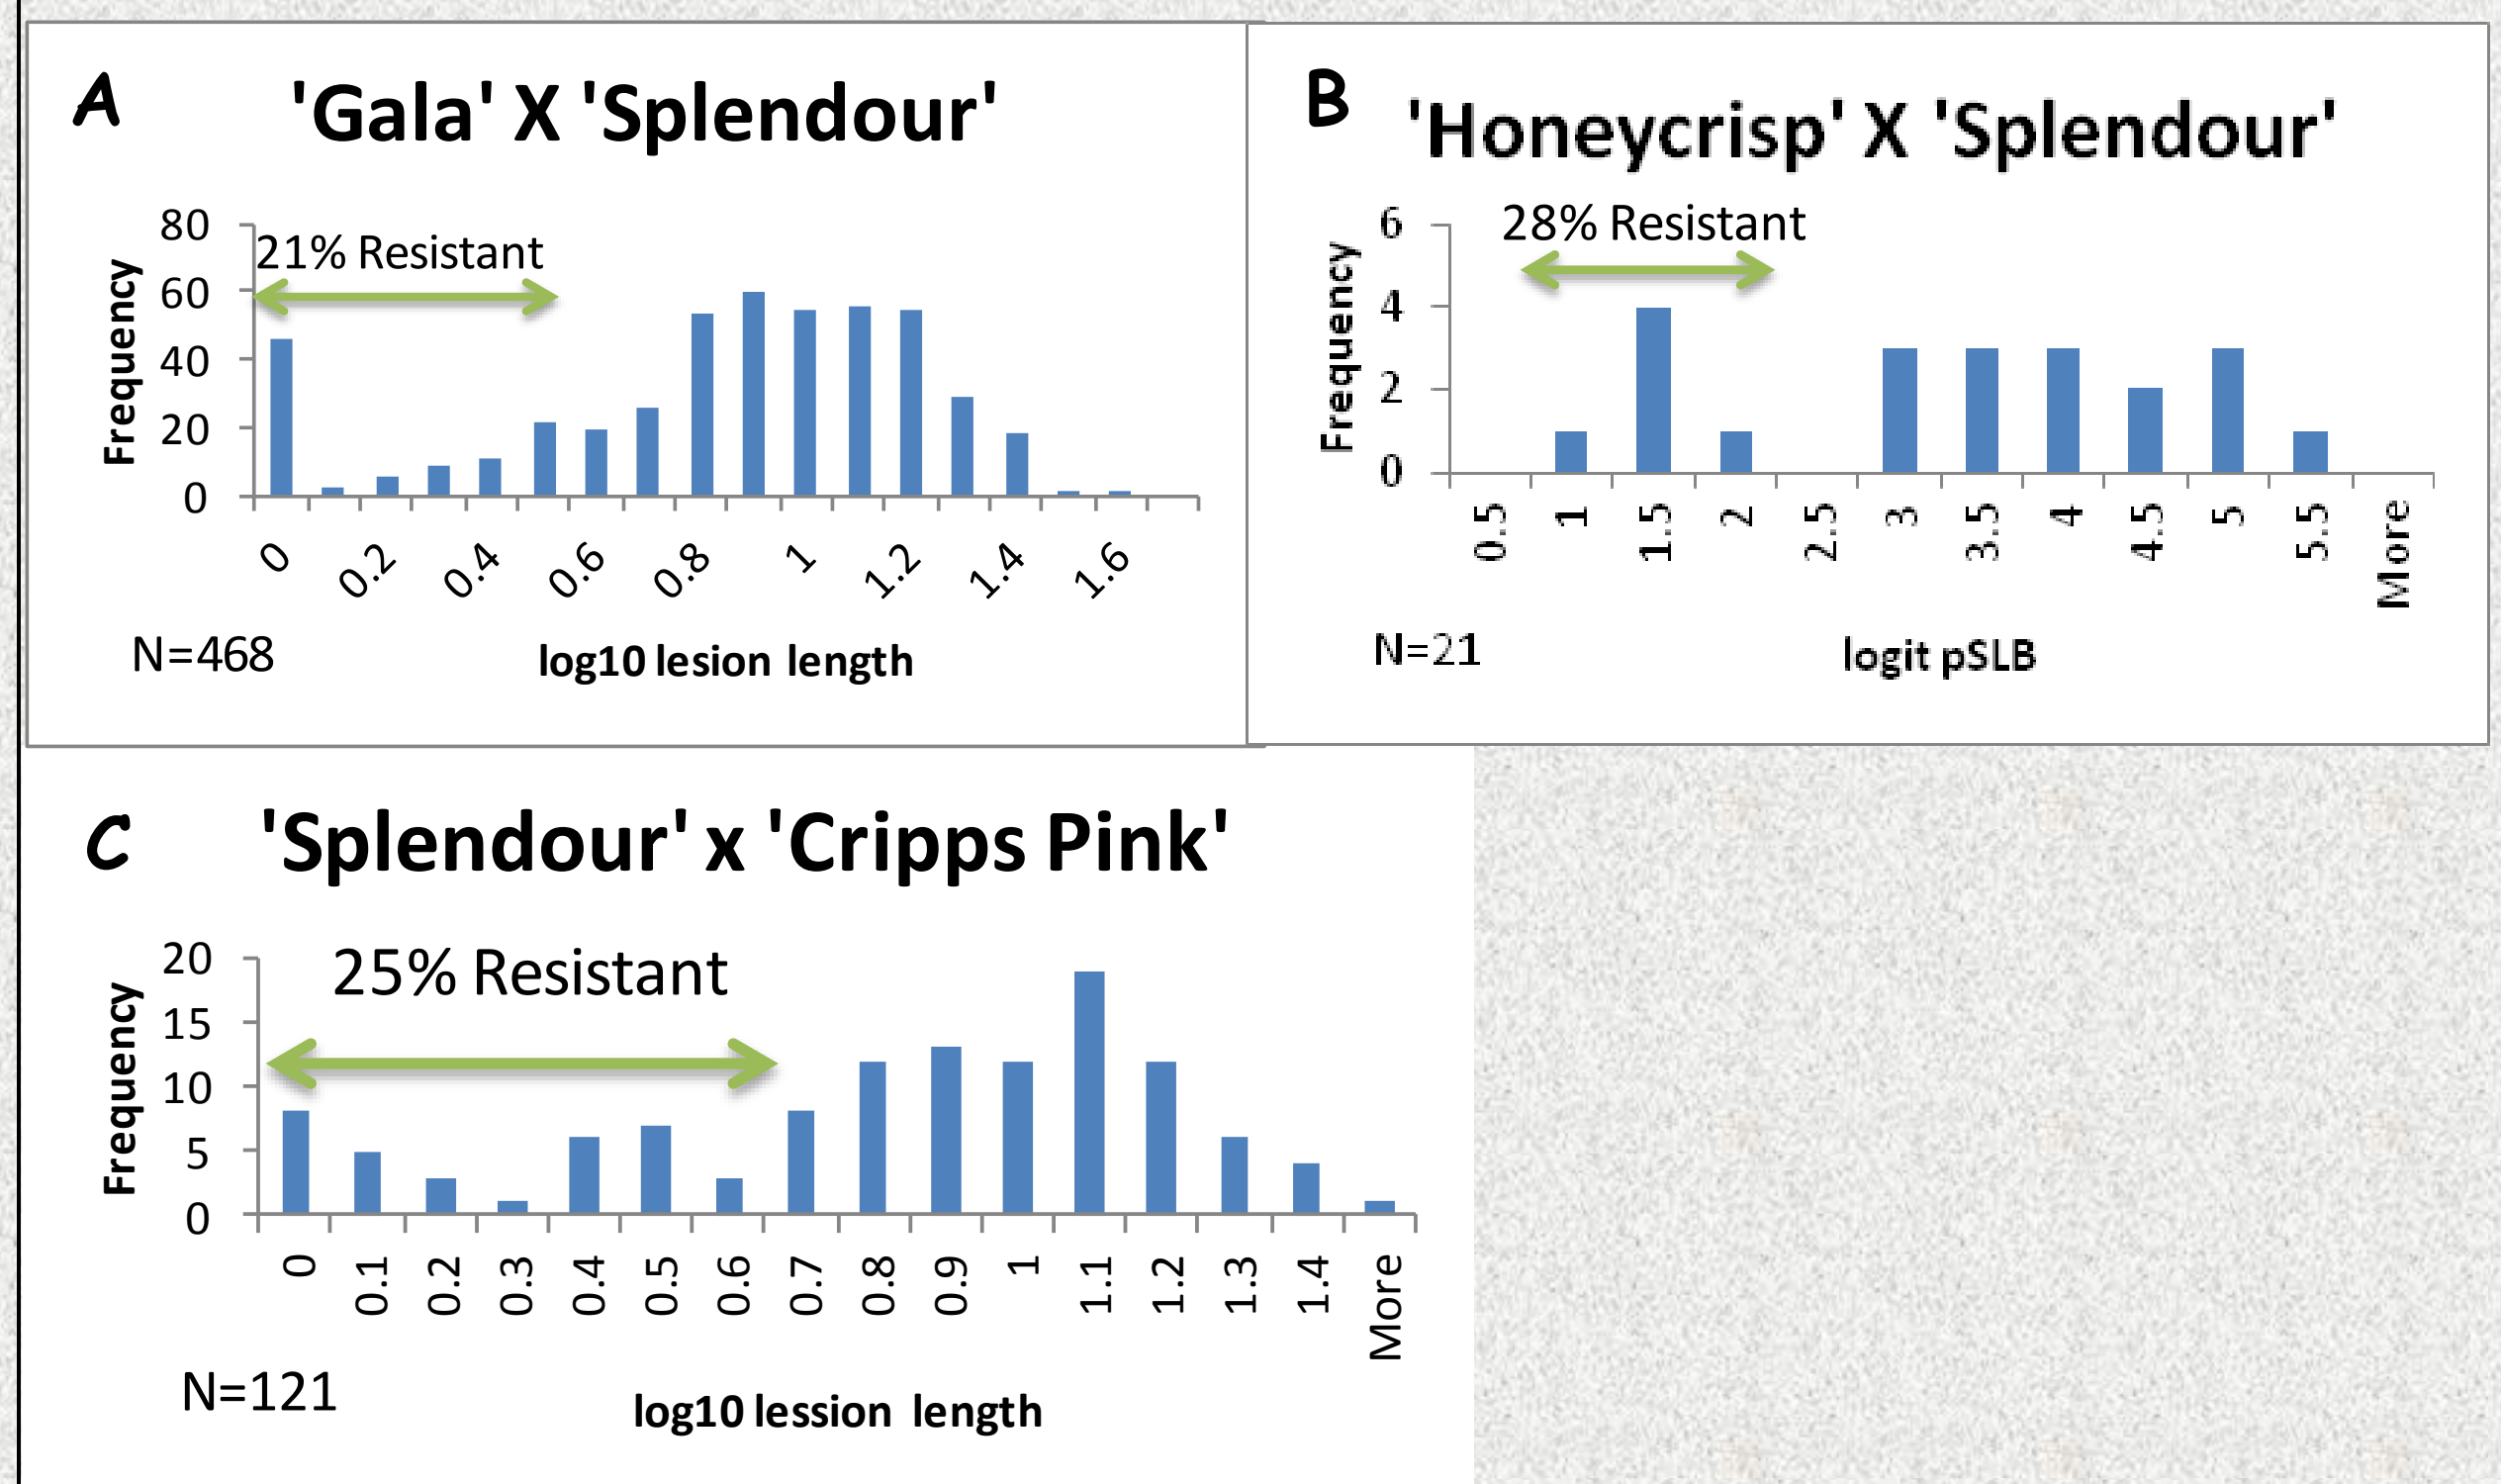 A
'Gala' X 'Splendour'
80
60
40
20
0
Frequency
21% Resistant
0
0.2
0.4
0.6
0.8
1
1.2
1.4
1.6
N=468
log10 lesion length
B
'Honeycrisp' X 'Splendour'
6
4
2
0
Frequency
28% Resistant
0.5
1
1.5
2
2.5
3
3.5
4
4.5
5
5.5
More
N=21
logit pSLB
C
'Splendour' x 'Cripps Pink'
20
15
10
5
0
Frequency
25% Resistant
0
0.1
0.2
0.3
0.4
0.5
0.6
0.7
0.8
0.9
1
1.1
1.2
1.3
1.4
More
N=121
log10 lession length